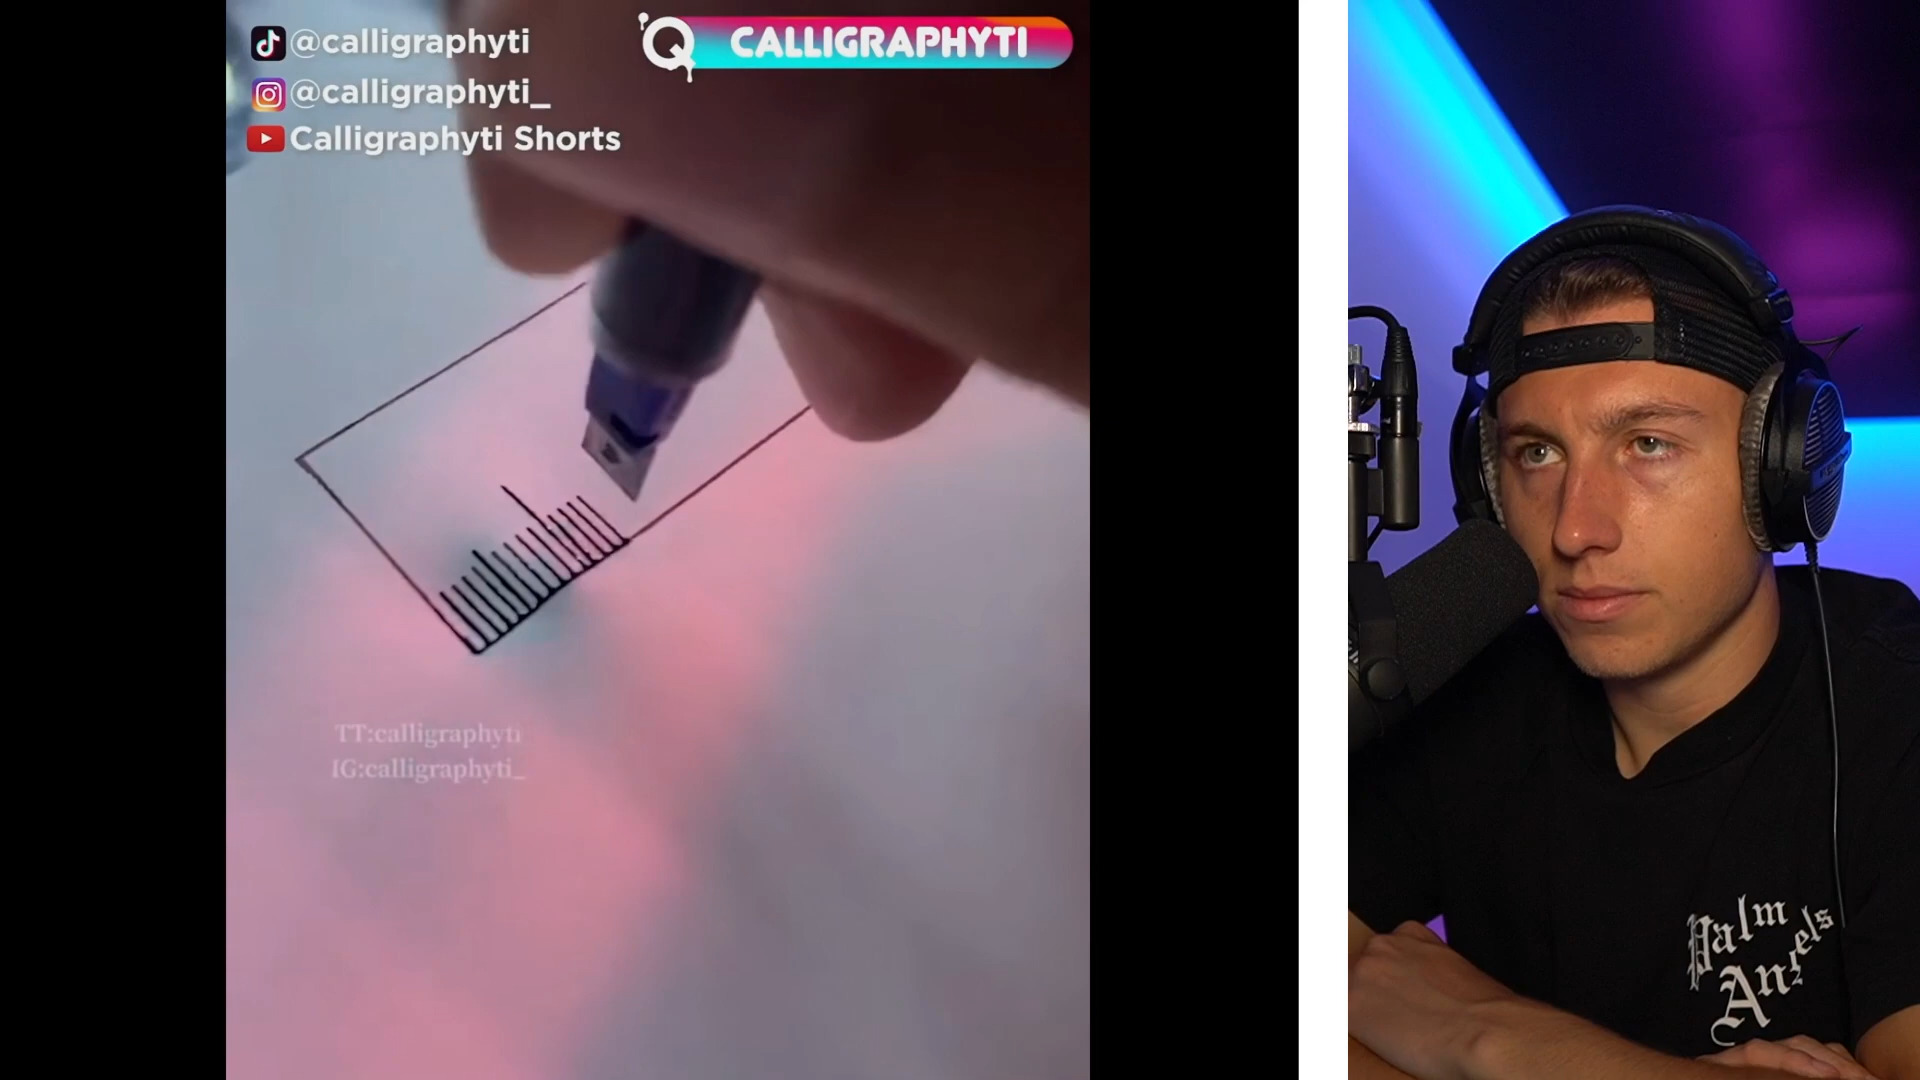 @calligraphyti
CALLIGRAPHYTI
@calligraphyti_
Calligraphyti Shorts
TT:calligraphyti
IG:calligraphyti_
Palm
Angels